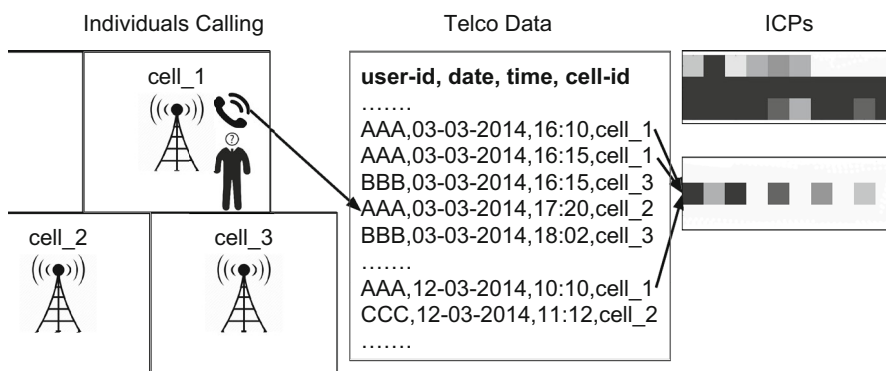 Individuals Calling
Telco Data
ICPs
cell_1
?
cell_2
cell_3
user-id, date, time, cell-id
.......
AAA,03-03-2014,16:10,cell_1
AAA,03-03-2014,16:15,cell_1
BBB,03-03-2014,16:15,cell_3
AAA,03-03-2014,17:20,cell_2
BBB,03-03-2014,18:02,cell_3
.......
AAA,12-03-2014,10:10,cell_1
CCC,12-03-2014,11:12,cell_2
.......